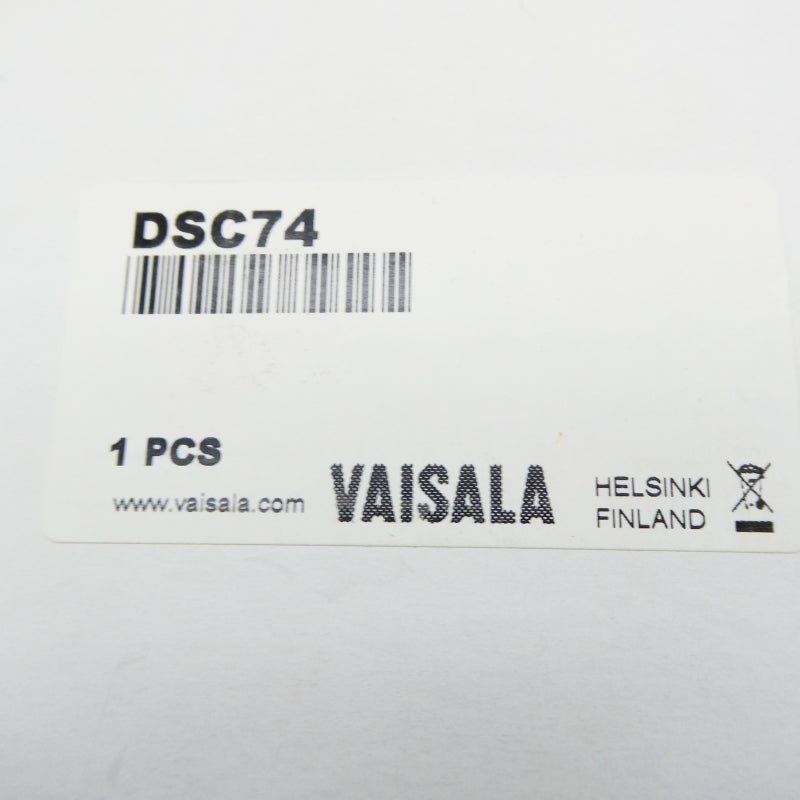 DSC74
1 PCS
www.vaisala.com
VAISALA
HELSINKI
FINLAND